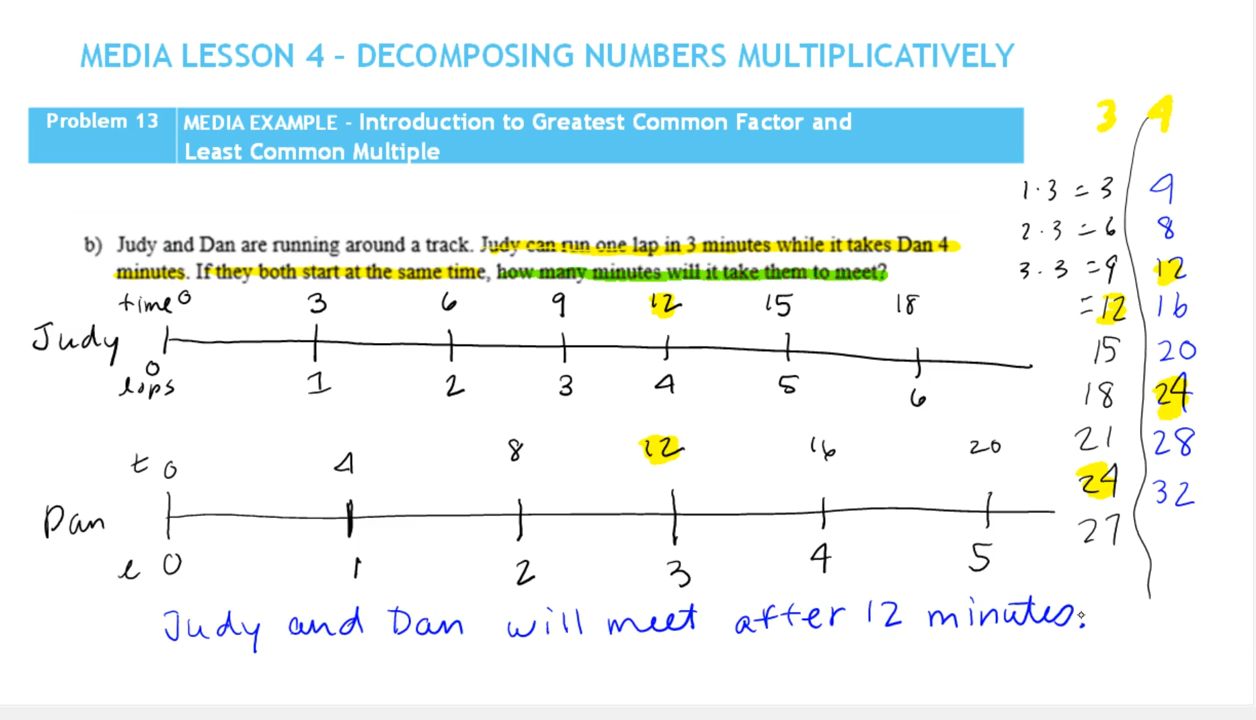 MEDIA LESSON 4 - DECOMPOSING NUMBERS MULTIPLICATIVELY
Problem 13
MEDIA EXAMPLE - Introduction to Greatest Common Factor and
Least Common Multiple
b) Judy and Dan are running around a track. Judy can run one lap in 3 minutes while it takes Dan 4
minutes. If they both start at the same time, how many minutes will it take them to meet?
time 0 3 6 9 12 15 18
Judy
laps 0 1 2 3 4 5 6
t 0 4 8 12 16 20
Dan
l 0 1 2 3 4 5
Judy and Dan will meet after 12 minutes.
3 4
1·3 = 3 4
2·3 = 6 8
3·3 = 9 12
= 12 16
15 20
18 24
21 28
24 32
27